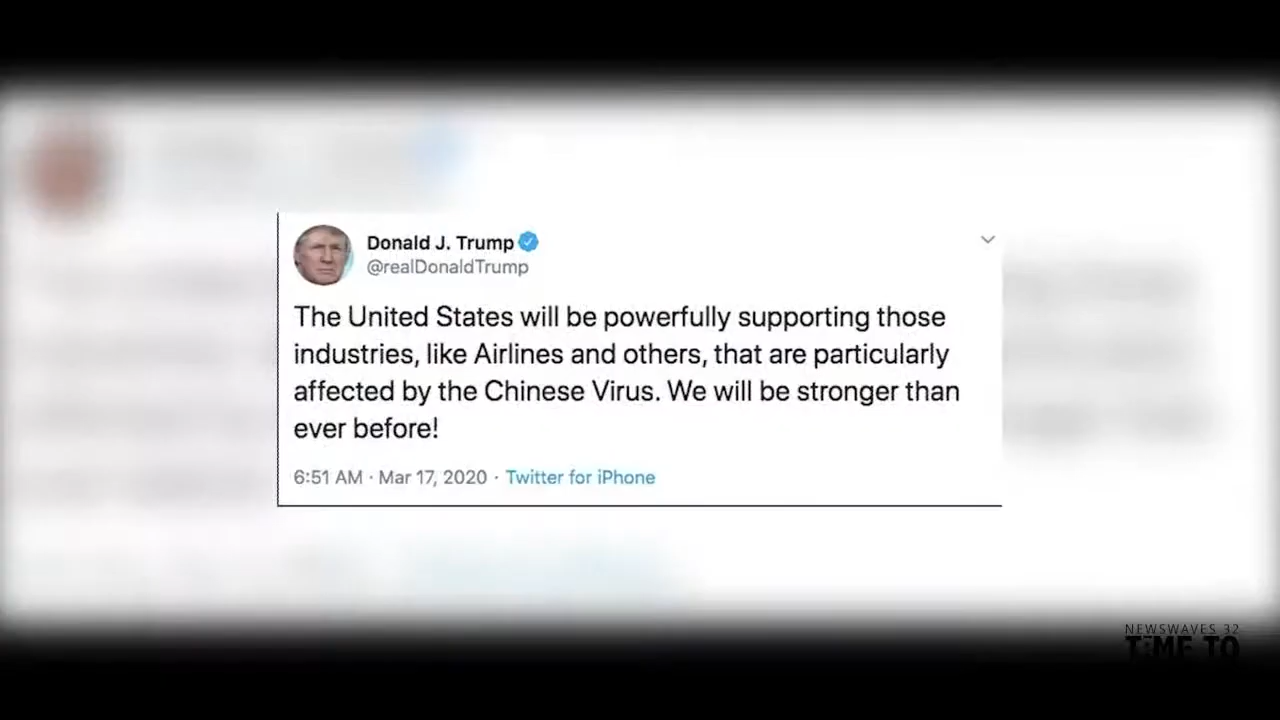 Donald J. Trump
@realDonaldTrump
The United States will be powerfully supporting those
industries, like Airlines and others, that are particularly
affected by the Chinese Virus. We will be stronger than
ever before!
6:51 AM · Mar 17, 2020 · Twitter for iPhone
NEWSWAVES 32
TIME TO